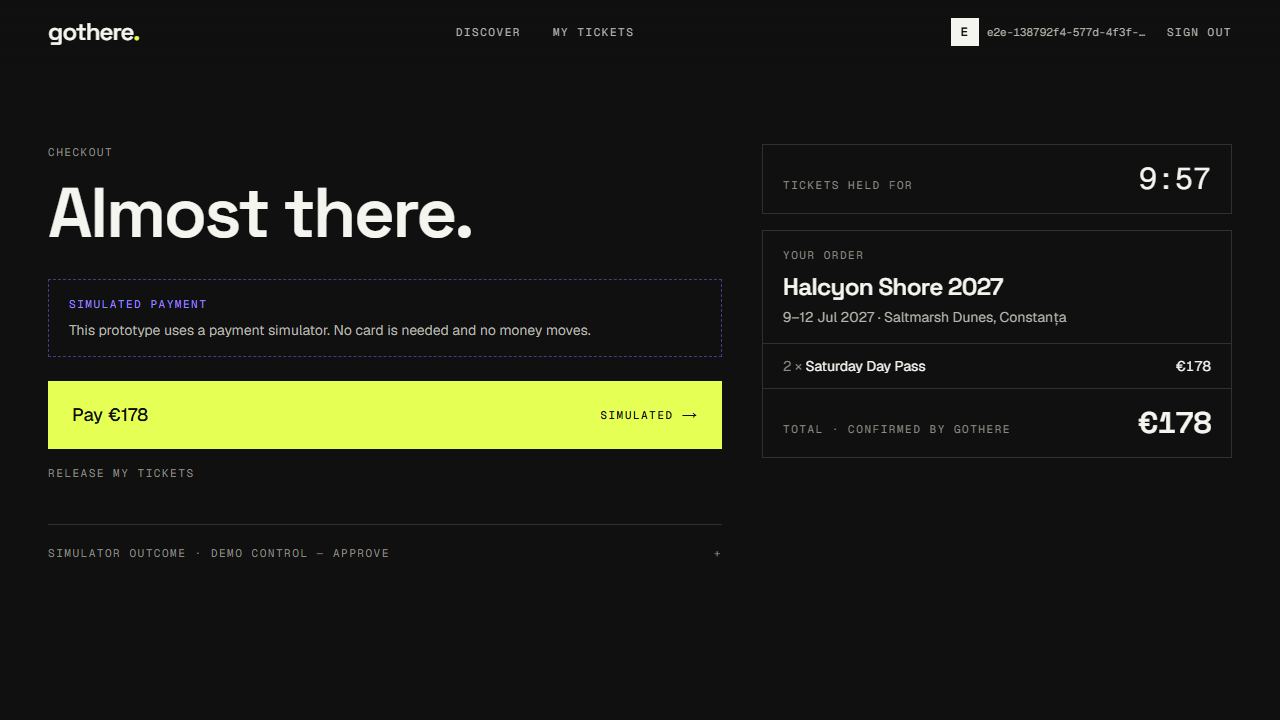 gothere.
DISCOVER
MY TICKETS
E
e2e-138792f4-577d-4f3f-…
SIGN OUT
CHECKOUT
Almost there.
SIMULATED PAYMENT
This prototype uses a payment simulator. No card is needed and no money moves.
Pay €178
SIMULATED →
RELEASE MY TICKETS
SIMULATOR OUTCOME · DEMO CONTROL — APPROVE
+
TICKETS HELD FOR
9:57
YOUR ORDER
Halcyon Shore 2027
9–12 Jul 2027 · Saltmarsh Dunes, Constanța
2 × Saturday Day Pass
€178
TOTAL · CONFIRMED BY GOTHERE
€178